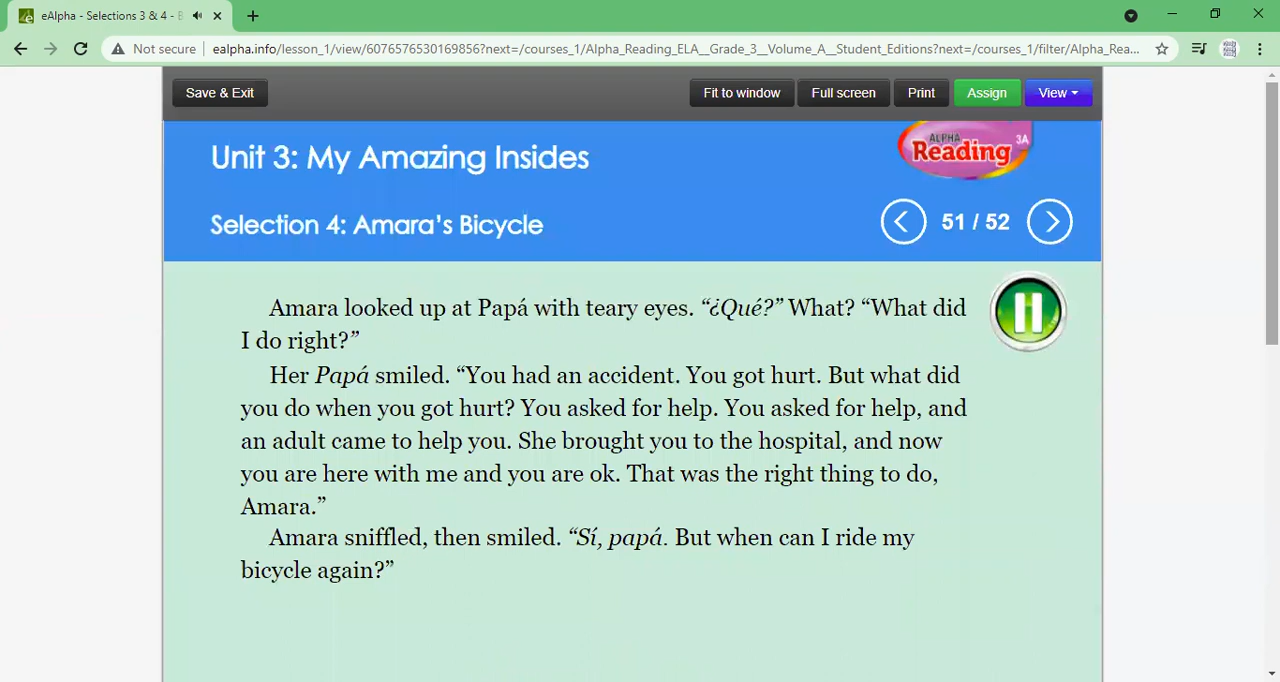 eAlpha - Selections 3 & 4 -
Not secure
ealpha.info/lesson_1/view/6076576530169856?next=/courses_1/Alpha_Reading_ELA__Grade_3__Volume_A__Student_Editions?next=/courses_1/filter/Alpha_Rea...
Save & Exit
Fit to window
Full screen
Print
Assign
View
Unit 3: My Amazing Insides
ALPHA
Reading
3A
Selection 4: Amara's Bicycle
51 / 52
Amara looked up at Papá with teary eyes. “¿Qué?” What? “What did
I do right?”
Her Papá smiled. “You had an accident. You got hurt. But what did
you do when you got hurt? You asked for help. You asked for help, and
an adult came to help you. She brought you to the hospital, and now
you are here with me and you are ok. That was the right thing to do,
Amara.”
Amara sniffled, then smiled. “Sí, papá. But when can I ride my
bicycle again?”